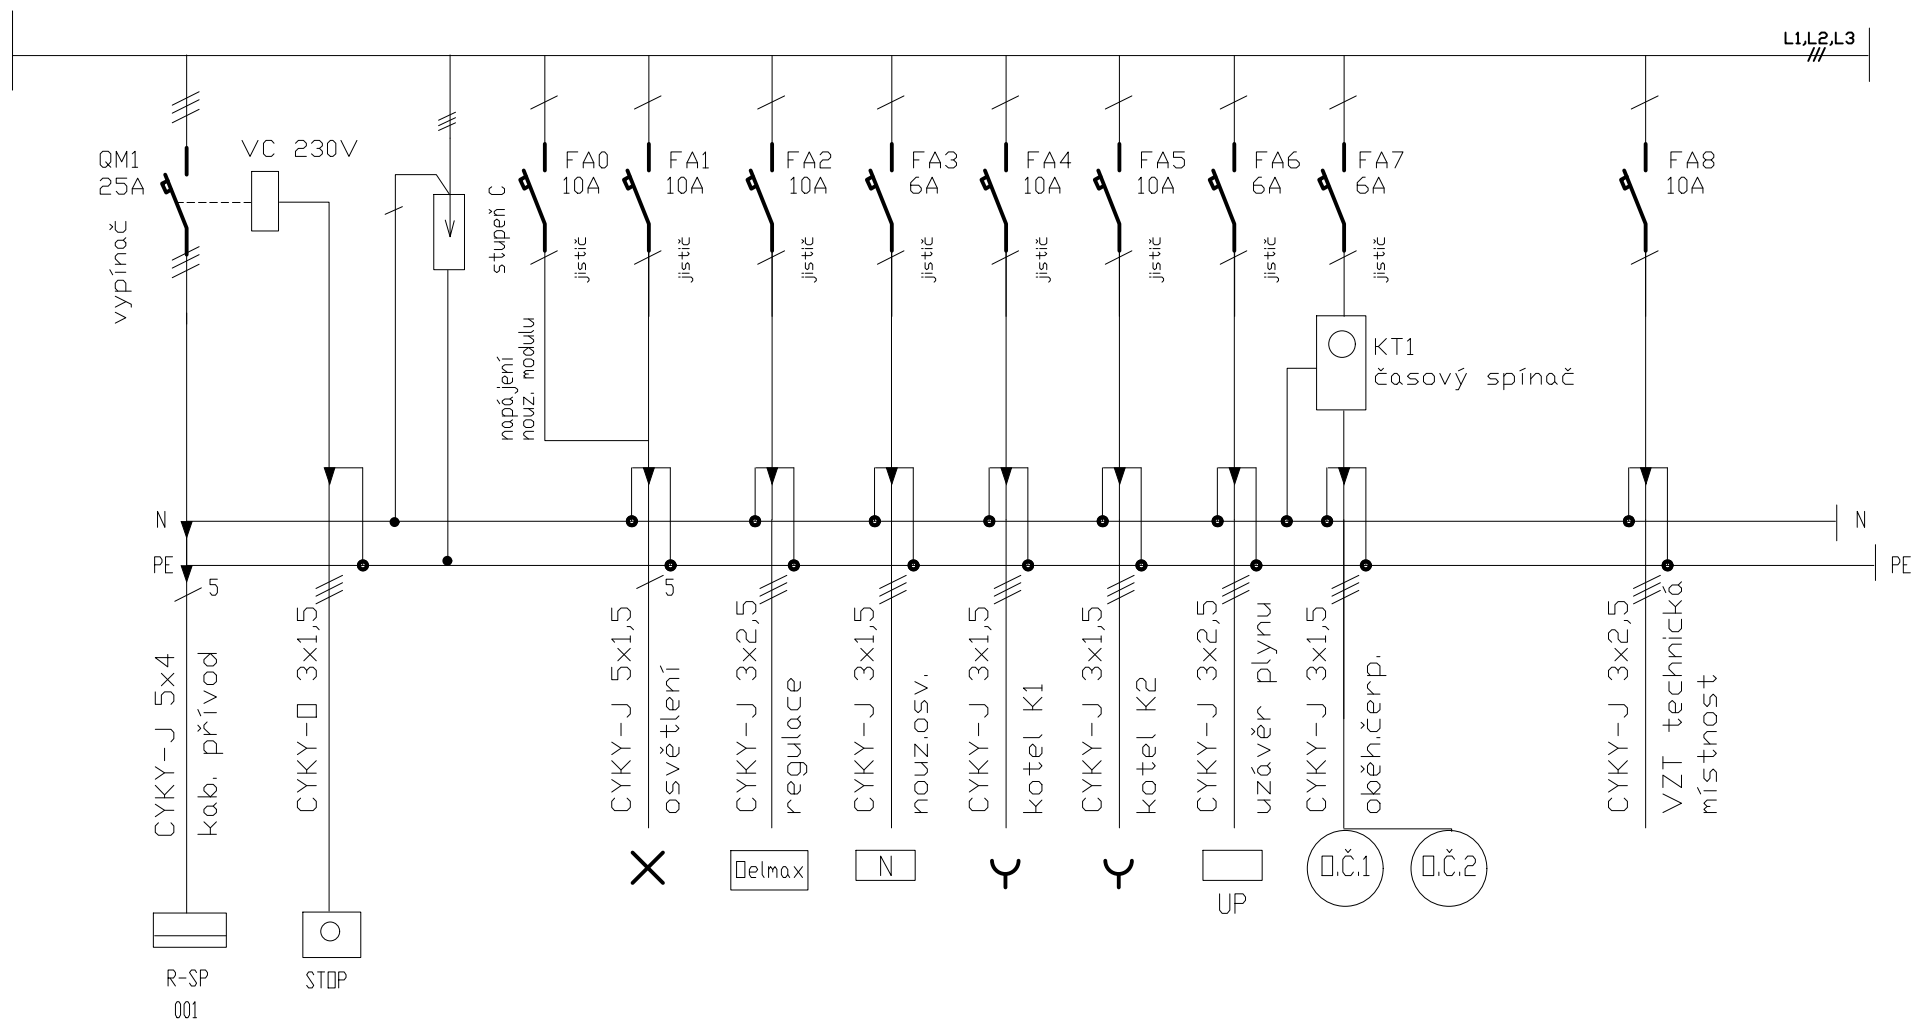 L1,L2,L3
QM1
25A
vypínač
VC 230V
stupeň C
FA0
10A
jistič
FA1
10A
jistič
FA2
10A
jistič
FA3
6A
jistič
FA4
10A
jistič
FA5
10A
jistič
FA6
6A
jistič
FA7
6A
jistič
FA8
10A
napájení
nouz. modulu
KT1
časový spínač
N
N
PE
PE
5
5
CYKY-J 5x4
kab. přívod
CYKY-O 3x1,5
CYKY-J 5x1,5
osvětlení
CYKY-J 3x2,5
regulace
CYKY-J 3x1,5
nouz.osv.
CYKY-J 3x1,5
kotel K1
CYKY-J 3x1,5
kotel K2
CYKY-J 3x2,5
uzávěr plynu
CYKY-J 3x1,5
oběh.čerp.
CYKY-J 3x2,5
VZT technická
místnost
Oelmax
N
UP
O.Č.1
O.Č.2
R-SP
001
STOP